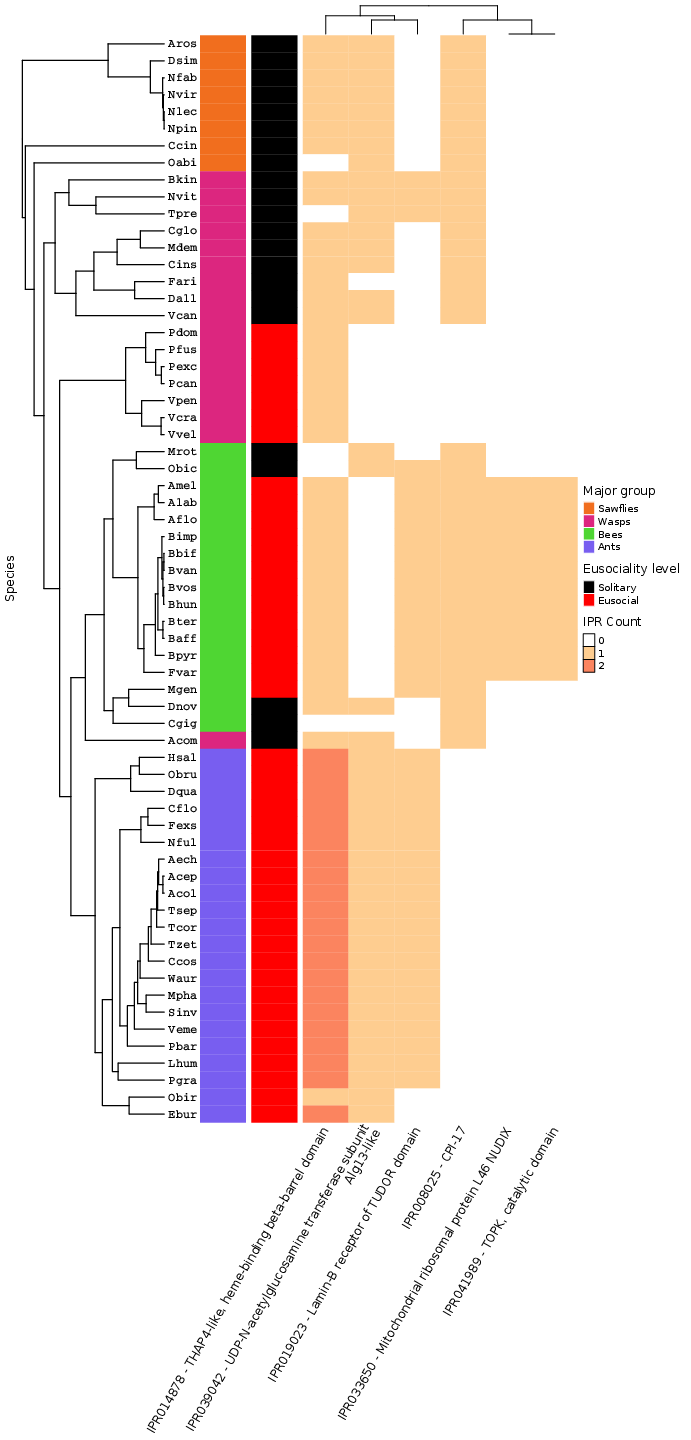 Aros
Dsim
Nfab
Nvir
Nlec
Npin
Ccin
Oabi
Bkin
Nvit
Tpre
Cglo
Mdem
Cins
Fari
Dall
Vcan
Pdom
Pfus
Pexc
Pcan
Vpen
Vcra
Vvel
Mrot
Obic
Amel
Alab
Aflo
Bimp
Bbif
Bvan
Bvos
Bhun
Bter
Baff
Bpyr
Fvar
Mgen
Dnov
Cgig
Acom
Hsal
Obru
Dqua
Cflo
Fexs
Nful
Aech
Acep
Acol
Tsep
Tcor
Tzet
Ccos
Waur
Mpha
Sinv
Veme
Pbar
Lhum
Pgra
Obir
Ebur
Species
Major group
Sawflies
Wasps
Bees
Ants
Eusociality level
Solitary
Eusocial
IPR Count
0
1
2
IPR014878 - THAP4-like, heme-binding beta-barrel domain
IPR039042 - UDP-N-acetylglucosamine transferase subunit
Alg13-like
IPR019023 - Lamin-B receptor of TUDOR domain
IPR008025 - CPI-17
IPR033650 - Mitochondrial ribosomal protein L46 NUDIX
IPR041989 - TOPK, catalytic domain